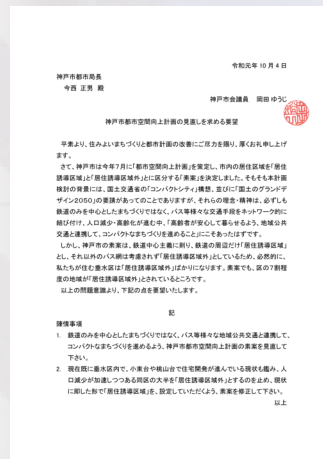 令和元年 10 月 4 日
神戸市都市局長
今西 正男 殿
神戸市会議員 岡田 ゆうじ
神戸市都市空間向上計画の見直しを求める要望
平素より、住みよいまちづくりと都市計画の改善にご尽力を賜り、厚くお礼申し上げ
ます。
さて、神戸市は今年7月に「都市空間向上計画」を策定し、市内の居住区域を「居住
誘導区域」と「居住誘導区域外」とに区分する「素案」を決定しました。そもそも本計画
検討の背景には、国土交通省の「コンパクトシティ」構想、並びに「国土のグランドデ
ザイン2050」の要請があってのことでありますが、それらの理念・精神は、必ずしも
鉄道のみを中心としたまちづくりではなく、バス等様々な交通手段をネットワーク的に
結び付け、人口減少・高齢化が進む中、「高齢者が安心して暮らせるよう、地域公共
交通と連携して、コンパクトなまちづくりを進めること」にこそあったはずです。
しかし、神戸市の素案は、鉄道中心主義に則り、鉄道の周辺だけ「居住誘導区域」
とし、それ以外のバス網は考慮されず「居住誘導区域外」としているため、必然的に、
私たちが住む垂水区は「居住誘導区域外」ばかりになります。素案でも、区の7割程
度の地域が「居住誘導区域外」とされているところです。
以上の問題意識より、下記の点を要望いたします。
記
陳情事項
1. 鉄道のみを中心としたまちづくりではなく、バス等様々な地域公共交通と連携して、
コンパクトなまちづくりを進めるよう、神戸市都市空間向上計画の素案を見直して
下さい。
2. 現在既に垂水区内で、小束台や桃山台で住宅開発が進んでいる現状も鑑み、人
口減少が加速しつつある同区の大半を「居住誘導区域外」とするのを止め、現状
に即した形で「居住誘導区域」を、設定していただくよう、素案を修正して下さい。
以上